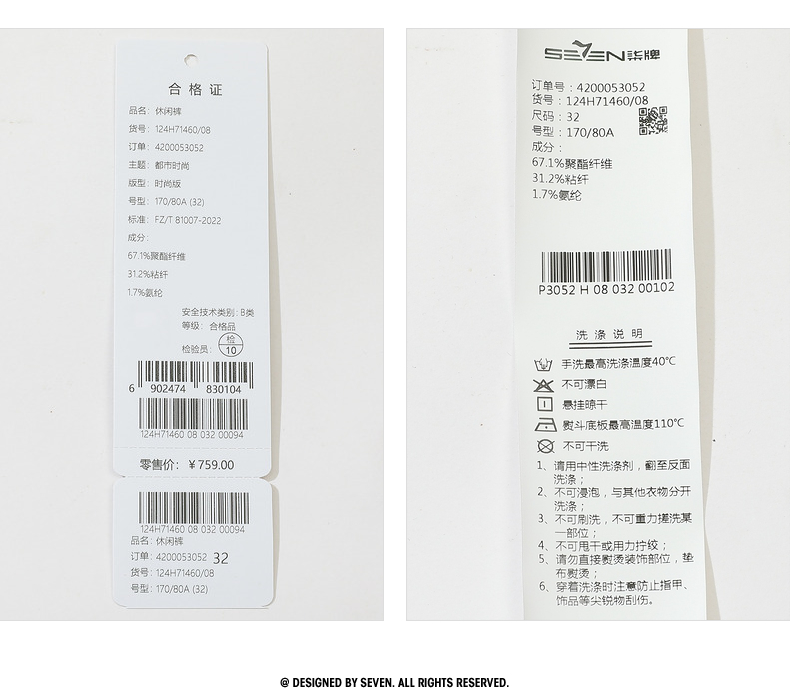 合格证
品名：休闲裤
货号：124H71460/08
订单：4200053052
主题：都市时尚
版型：时尚版
号型：170/80A (32)
标准：FZ/T 81007-2022
成分：
67.1%聚酯纤维
31.2%粘纤
1.7%氨纶
安全技术类别：B类
等级：合格品
检验员：检 10
6 902474 830104
124H71460 08 032 00094
零售价：￥759.00
124H71460 08 032 00094
品名：休闲裤
订单：4200053052 32
货号：124H71460/08
号型：170/80A (32)
SEVEN柒牌
订单号：4200053052
货号：124H71460/08
尺码：32
号型：170/80A
成分：
67.1%聚酯纤维
31.2%粘纤
1.7%氨纶
P3052 H 08 032 00102
洗涤说明
手洗最高洗涤温度40℃
不可漂白
悬挂晾干
熨斗底板最高温度110℃
不可干洗
1、请用中性洗涤剂，翻至反面
洗涤；
2、不可浸泡，与其他衣物分开
洗涤；
3、不可刷洗，不可重力搓洗某
一部位；
4、不可甩干或用力拧绞；
5、请勿直接熨烫装饰部位，垫
布熨烫；
6、穿着洗涤时注意防止指甲、
饰品等尖锐物刮伤。
@ DESIGNED BY SEVEN. ALL RIGHTS RESERVED.